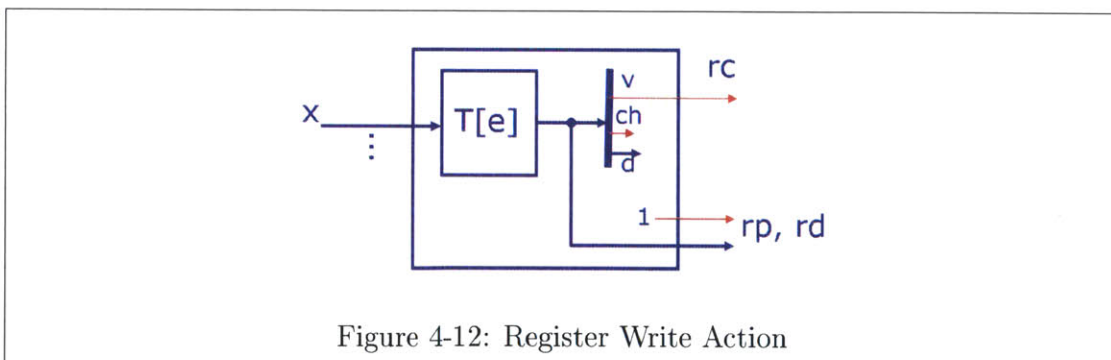 v
rc
x
T[e]
ch
d
1
rp, rd
Figure 4-12: Register Write Action